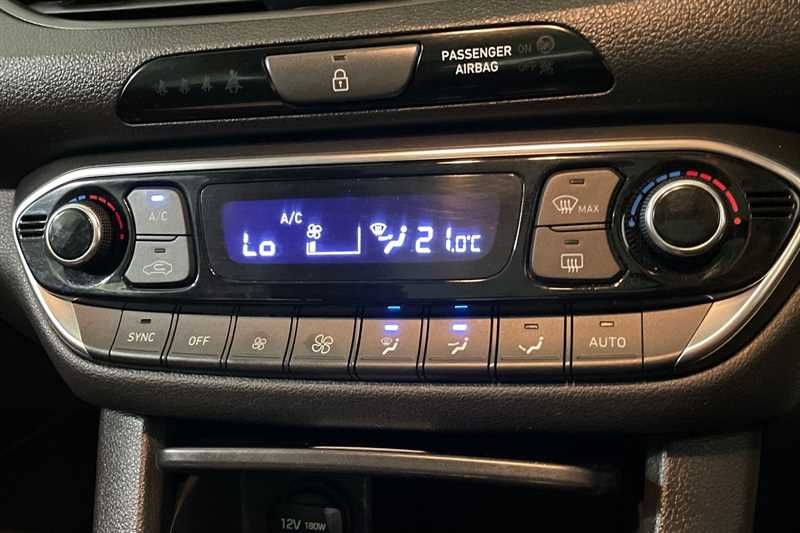 PASSENGER
AIRBAG
ON
OFF
A/C
A/C
Lo
21.0°C
MAX
SYNC
OFF
AUTO
12V 180W